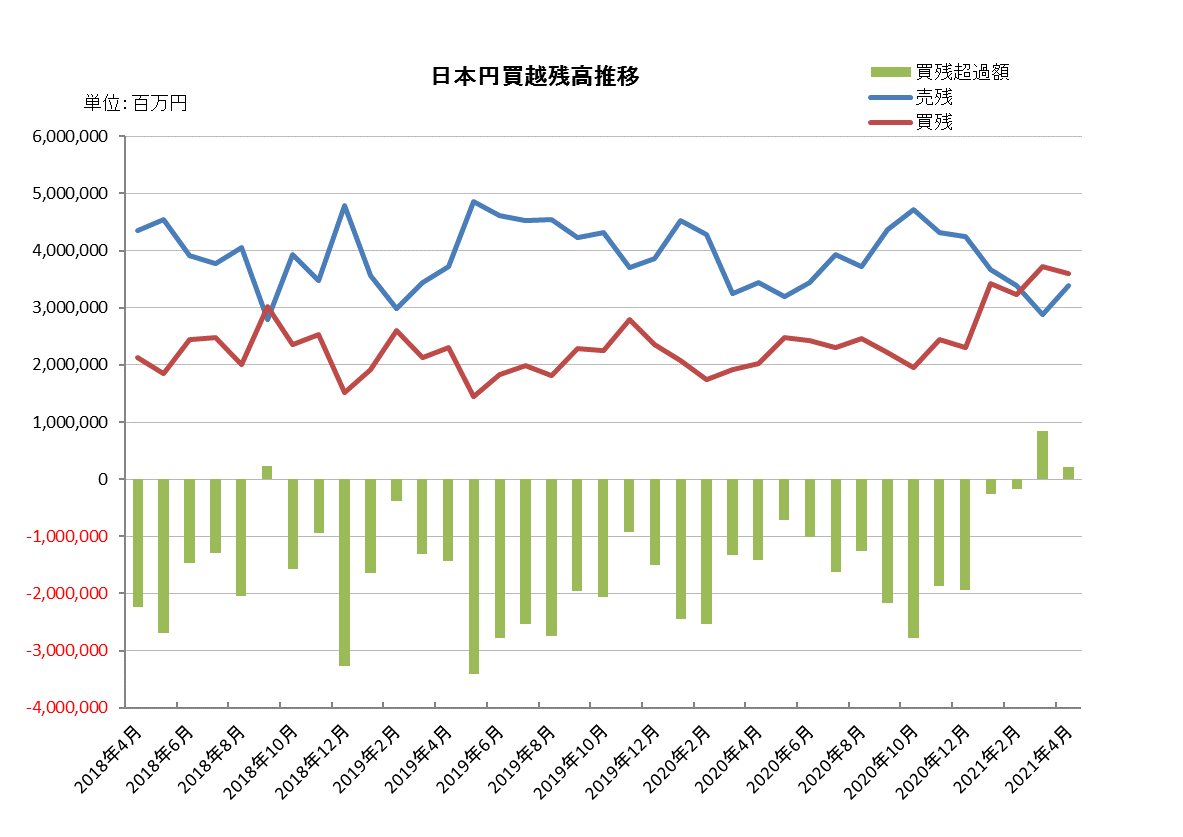 日本円買越残高推移
買残超過額
売残
買残
単位: 百万円
6,000,000
5,000,000
4,000,000
3,000,000
2,000,000
1,000,000
0
-1,000,000
-2,000,000
-3,000,000
-4,000,000
2018年4月
2018年6月
2018年8月
2018年10月
2018年12月
2019年2月
2019年4月
2019年6月
2019年8月
2019年10月
2019年12月
2020年2月
2020年4月
2020年6月
2020年8月
2020年10月
2020年12月
2021年2月
2021年4月